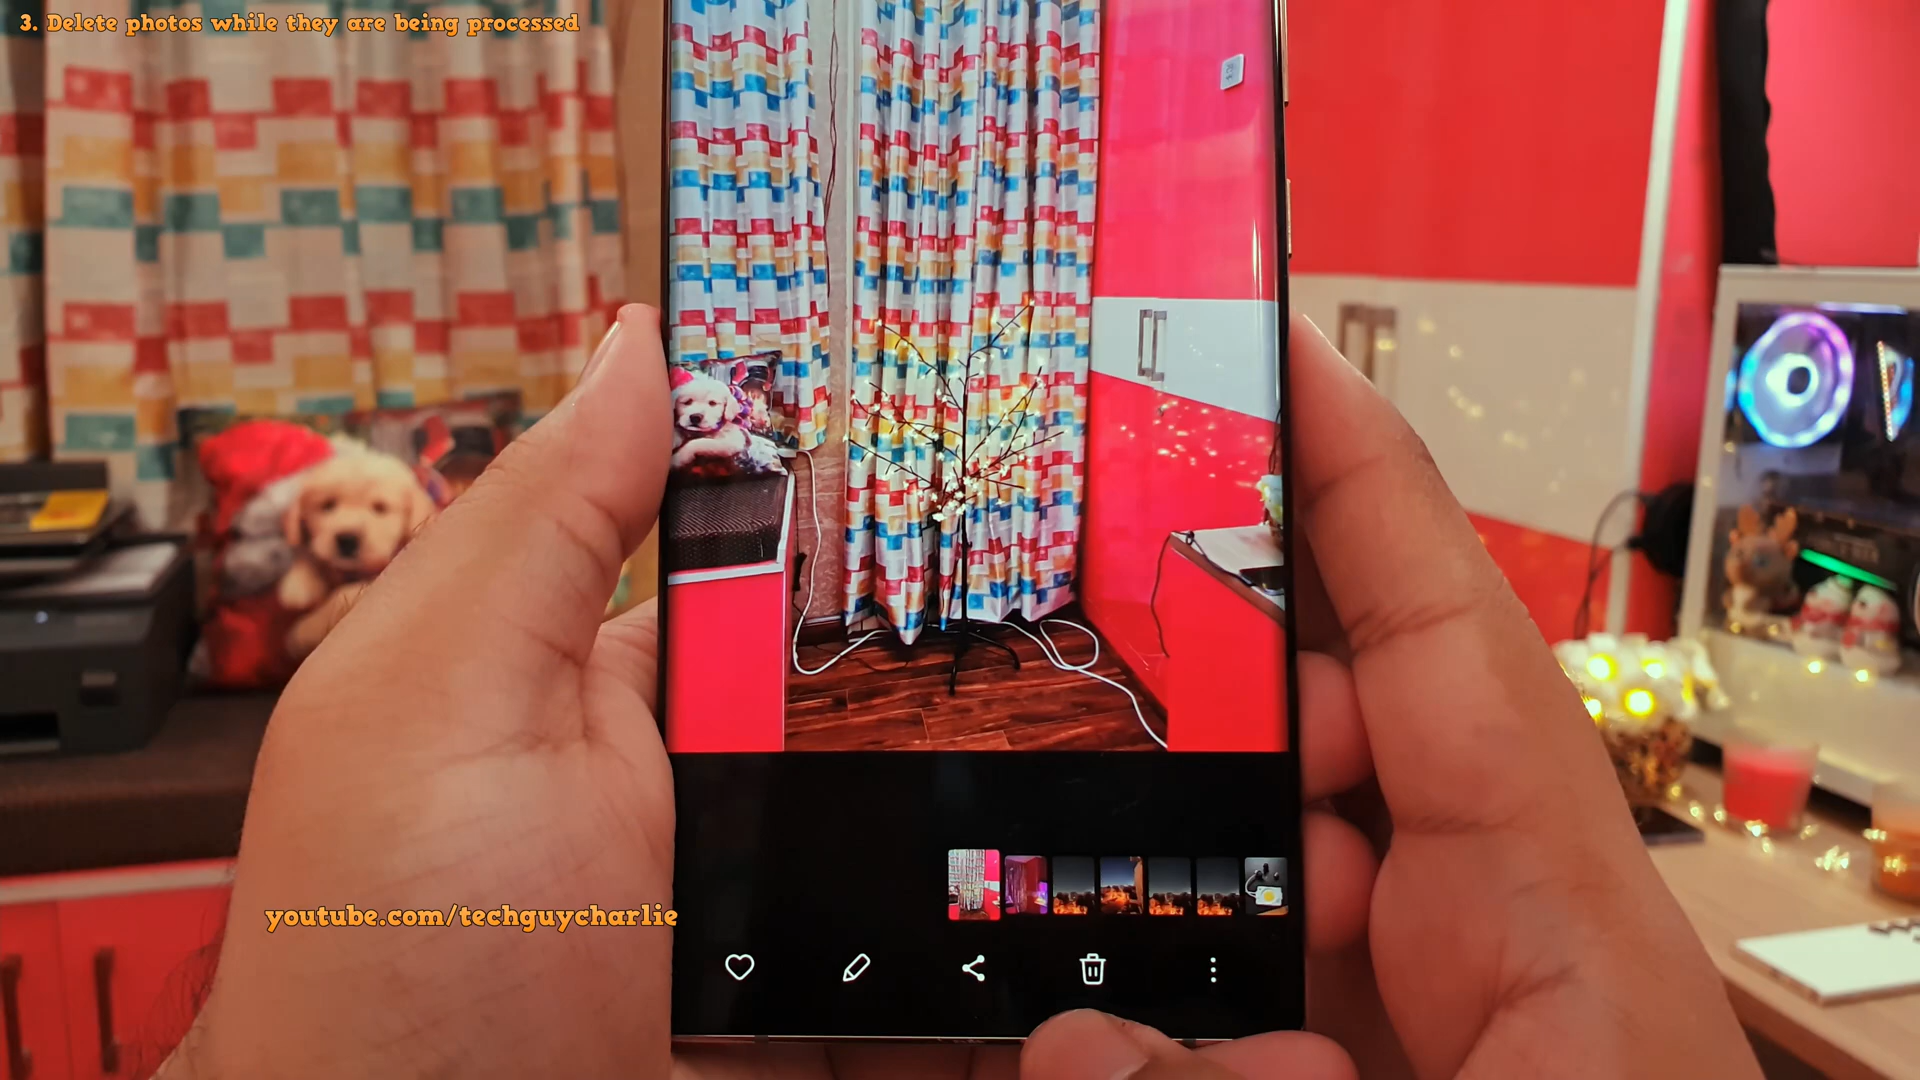 3. Delete photos while they are being processed
youtube.com/techguycharlie